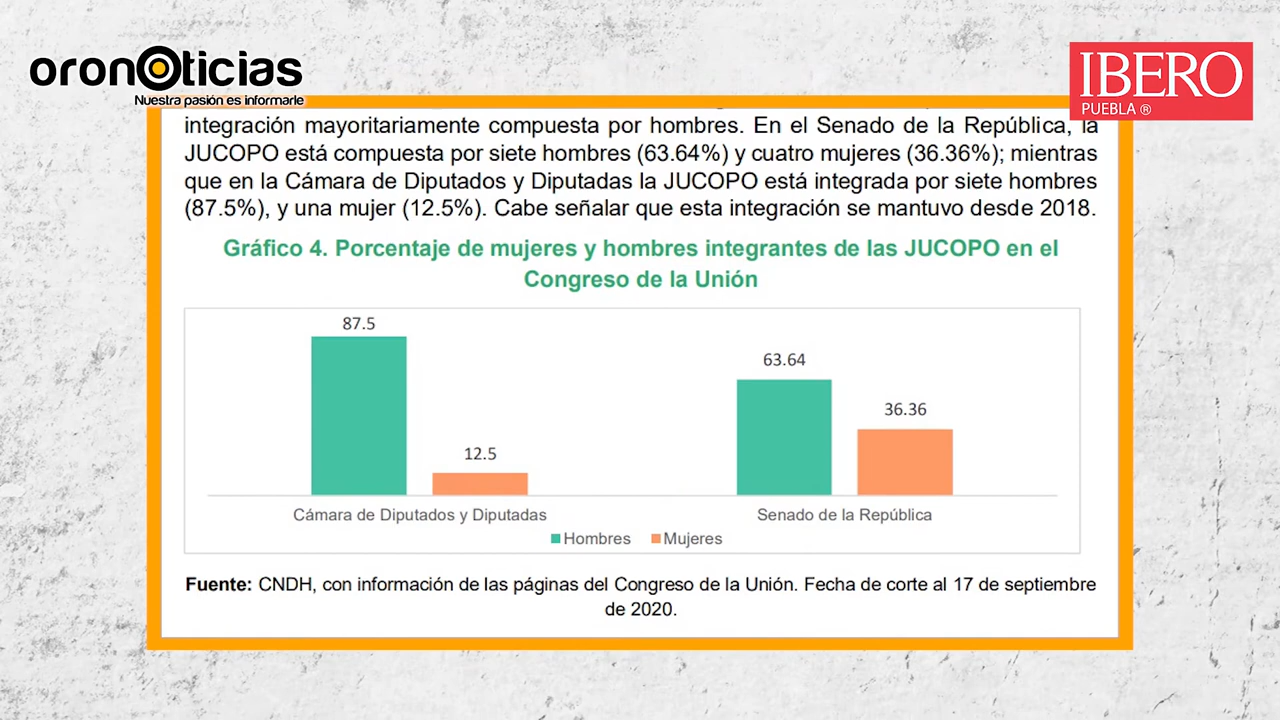 oronoticias
Nuestra pasión es informarle
IBERO
PUEBLA ®
integración mayoritariamente compuesta por hombres. En el Senado de la República, la
JUCOPO está compuesta por siete hombres (63.64%) y cuatro mujeres (36.36%); mientras
que en la Cámara de Diputados y Diputadas la JUCOPO está integrada por siete hombres
(87.5%), y una mujer (12.5%). Cabe señalar que esta integración se mantuvo desde 2018.
Gráfico 4. Porcentaje de mujeres y hombres integrantes de las JUCOPO en el
Congreso de la Unión
87.5
12.5
63.64
36.36
Cámara de Diputados y Diputadas
Senado de la República
Hombres
Mujeres
Fuente: CNDH, con información de las páginas del Congreso de la Unión. Fecha de corte al 17 de septiembre
de 2020.